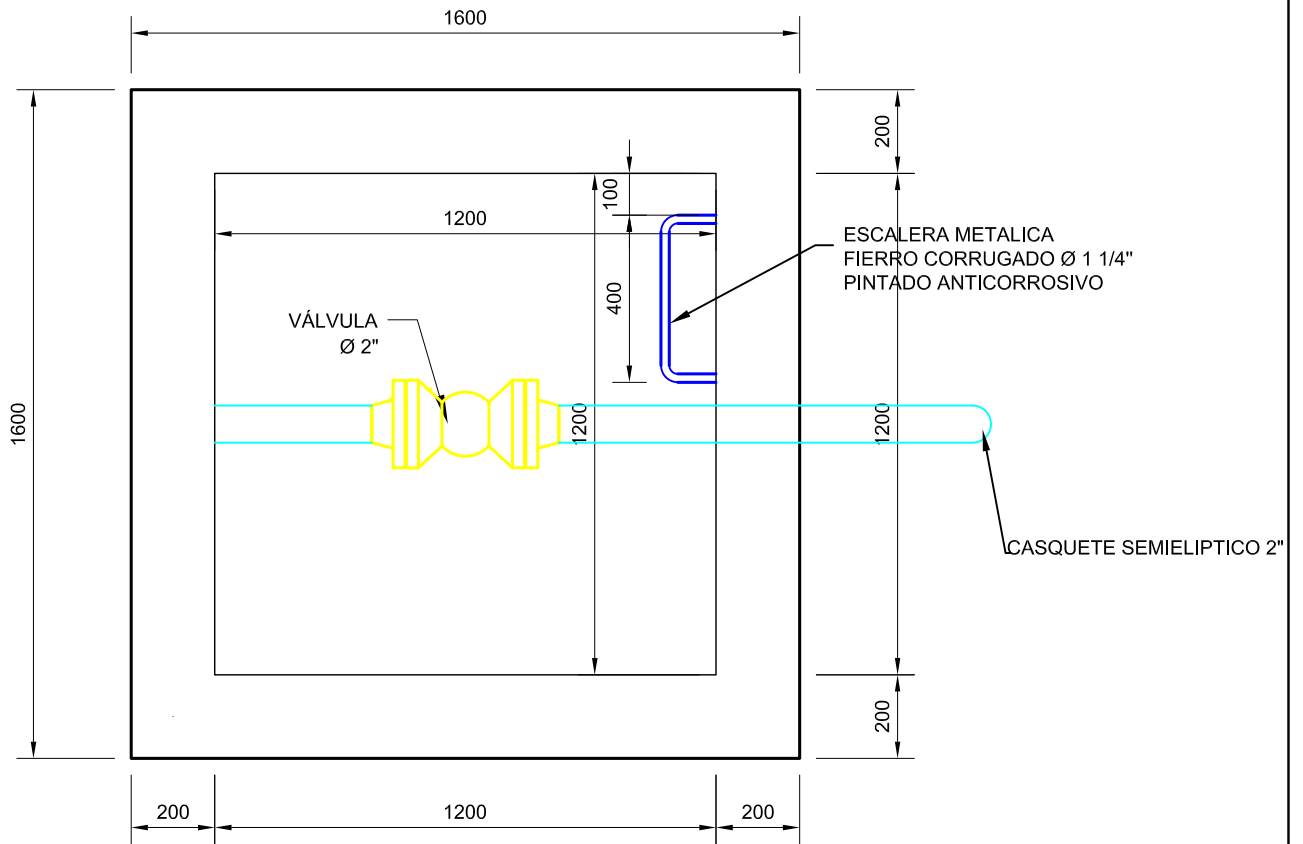 1600
200
100
1200
ESCALERA METALICA
FIERRO CORRUGADO Ø 1 1/4"
PINTADO ANTICORROSIVO
400
VÁLVULA
Ø 2"
1600
1200
1200
CASQUETE SEMIELIPTICO 2"
200
200
1200
200